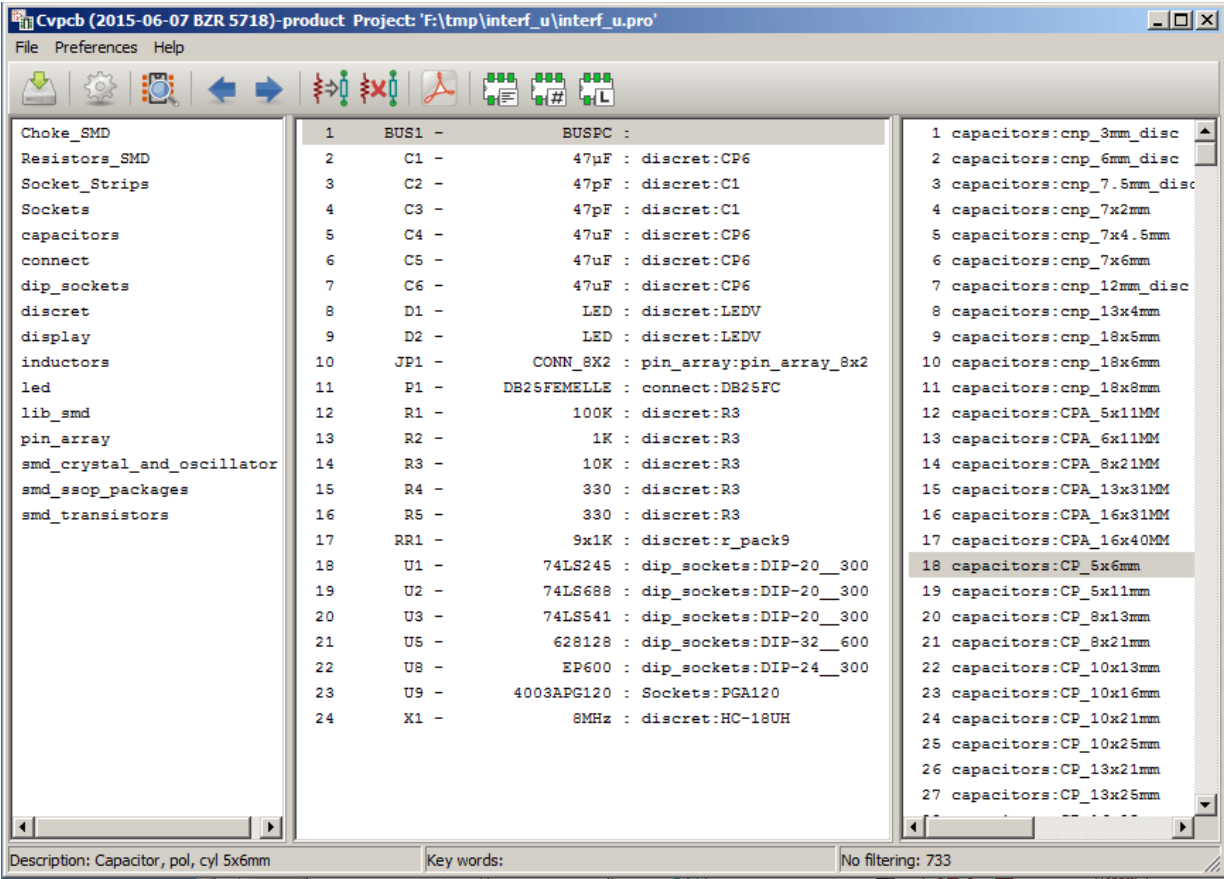 Cvpcb (2015-06-07 BZR 5718)-product Project: 'F:\tmp\interf_u\interf_u.pro'
File Preferences Help
Choke_SMD
Resistors_SMD
Socket_Strips
Sockets
capacitors
connect
dip_sockets
discret
display
inductors
led
lib_smd
pin_array
smd_crystal_and_oscillator
smd_ssop_packages
smd_transistors
1 BUS1 - BUSPC :
2 C1 - 47µF : discret:CP6
3 C2 - 47pF : discret:C1
4 C3 - 47pF : discret:C1
5 C4 - 47uF : discret:CP6
6 C5 - 47uF : discret:CP6
7 C6 - 47uF : discret:CP6
8 D1 - LED : discret:LEDV
9 D2 - LED : discret:LEDV
10 JP1 - CONN_8X2 : pin_array:pin_array_8x2
11 P1 - DB25FEMELLE : connect:DB25FC
12 R1 - 100K : discret:R3
13 R2 - 1K : discret:R3
14 R3 - 10K : discret:R3
15 R4 - 330 : discret:R3
16 R5 - 330 : discret:R3
17 RR1 - 9x1K : discret:r_pack9
18 U1 - 74LS245 : dip_sockets:DIP-20__300
19 U2 - 74LS688 : dip_sockets:DIP-20__300
20 U3 - 74LS541 : dip_sockets:DIP-20__300
21 U5 - 628128 : dip_sockets:DIP-32__600
22 U8 - EP600 : dip_sockets:DIP-24__300
23 U9 - 4003APG120 : Sockets:PGA120
24 X1 - 8MHz : discret:HC-18UH
1 capacitors:cnp_3mm_disc
2 capacitors:cnp_6mm_disc
3 capacitors:cnp_7.5mm_disc
4 capacitors:cnp_7x2mm
5 capacitors:cnp_7x4.5mm
6 capacitors:cnp_7x6mm
7 capacitors:cnp_12mm_disc
8 capacitors:cnp_13x4mm
9 capacitors:cnp_18x5mm
10 capacitors:cnp_18x6mm
11 capacitors:cnp_18x8mm
12 capacitors:CPA_5x11MM
13 capacitors:CPA_6x11MM
14 capacitors:CPA_8x21MM
15 capacitors:CPA_13x31MM
16 capacitors:CPA_16x31MM
17 capacitors:CPA_16x40MM
18 capacitors:CP_5x6mm
19 capacitors:CP_5x11mm
20 capacitors:CP_8x13mm
21 capacitors:CP_8x21mm
22 capacitors:CP_10x13mm
23 capacitors:CP_10x16mm
24 capacitors:CP_10x21mm
25 capacitors:CP_10x25mm
26 capacitors:CP_13x21mm
27 capacitors:CP_13x25mm
Description: Capacitor, pol, cyl 5x6mm
Key words:
No filtering: 733